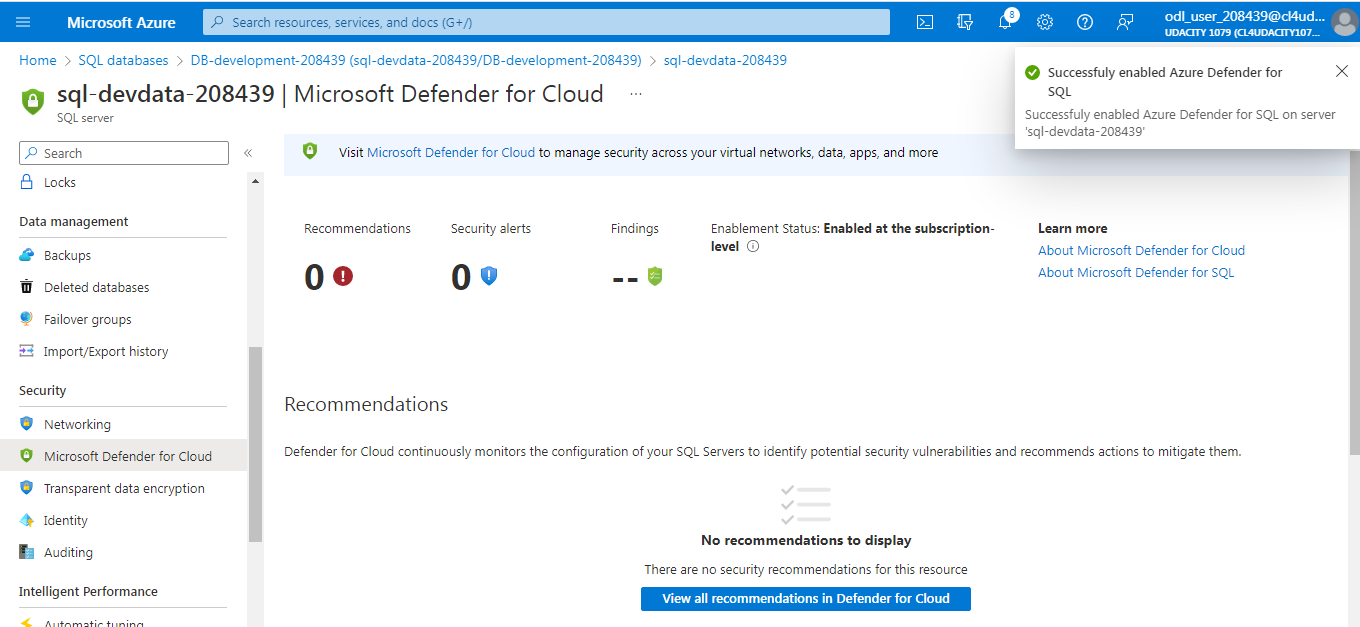 Microsoft Azure
Search resources, services, and docs (G+/)
8
odl_user_208439@cl4ud...
UDACITY 1079 (CL4UDACITY107...
Home > SQL databases > DB-development-208439 (sql-devdata-208439/DB-development-208439) > sql-devdata-208439
sql-devdata-208439 | Microsoft Defender for Cloud ...
SQL server
Successfuly enabled Azure Defender for
SQL
Successfuly enabled Azure Defender for SQL on server
'sql-devdata-208439'
Search
«
Locks
Data management
Backups
Deleted databases
Failover groups
Import/Export history
Security
Networking
Microsoft Defender for Cloud
Transparent data encryption
Identity
Auditing
Intelligent Performance
Automatic tuning
Visit Microsoft Defender for Cloud to manage security across your virtual networks, data, apps, and more
Recommendations
0
Security alerts
0
Findings
--
Enablement Status: Enabled at the subscription-
level
Learn more
About Microsoft Defender for Cloud
About Microsoft Defender for SQL
Recommendations
Defender for Cloud continuously monitors the configuration of your SQL Servers to identify potential security vulnerabilities and recommends actions to mitigate them.
No recommendations to display
There are no security recommendations for this resource
View all recommendations in Defender for Cloud